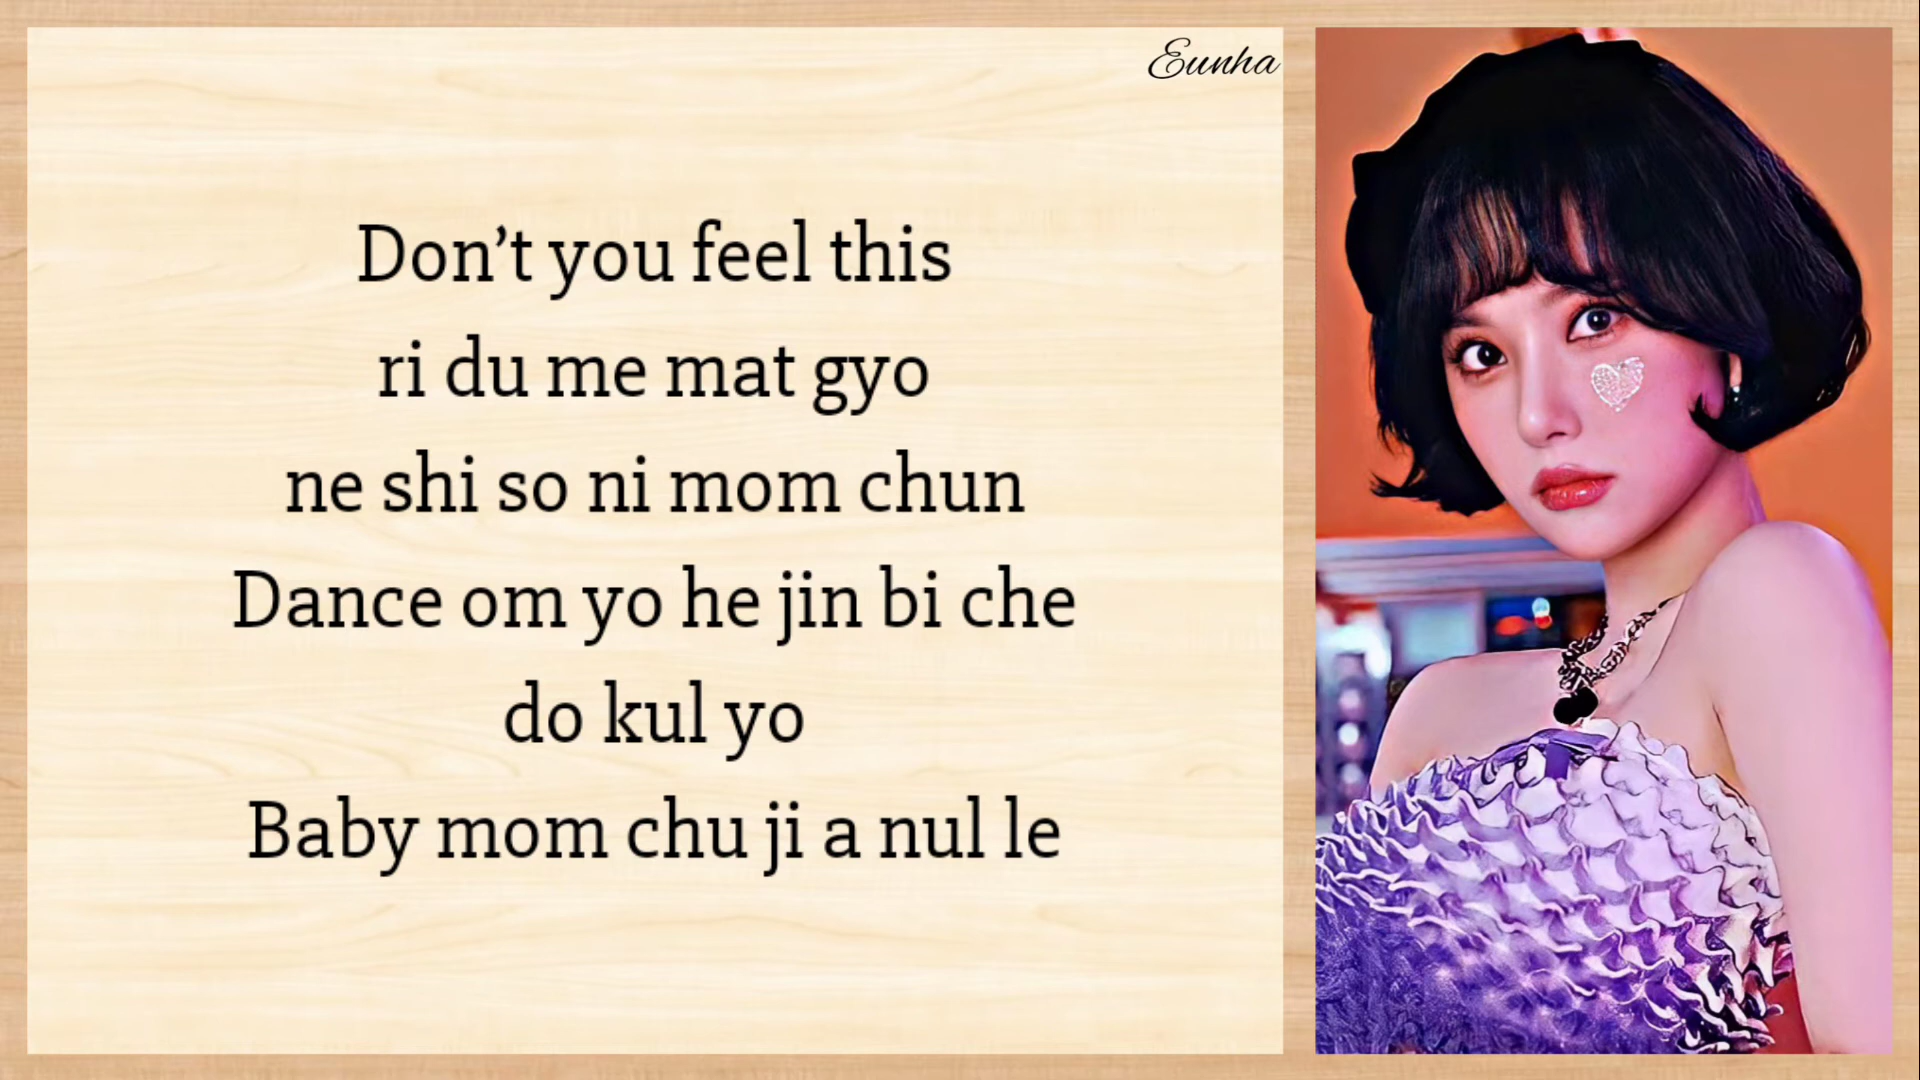 Eunha
Don’t you feel this
ri du me mat gyo
ne shi so ni mom chun
Dance om yo he jin bi che
do kul yo
Baby mom chu ji a nul le